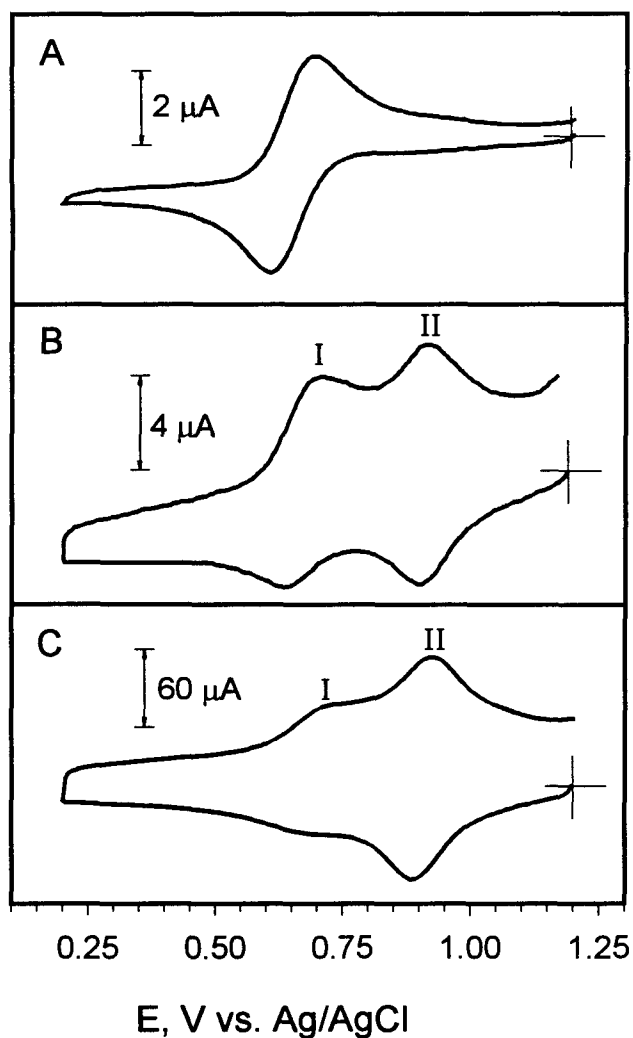 A
2 μA
B
I
II
4 μA
C
I
II
60 μA
0.25 0.50 0.75 1.00 1.25
E, V vs. Ag/AgCl